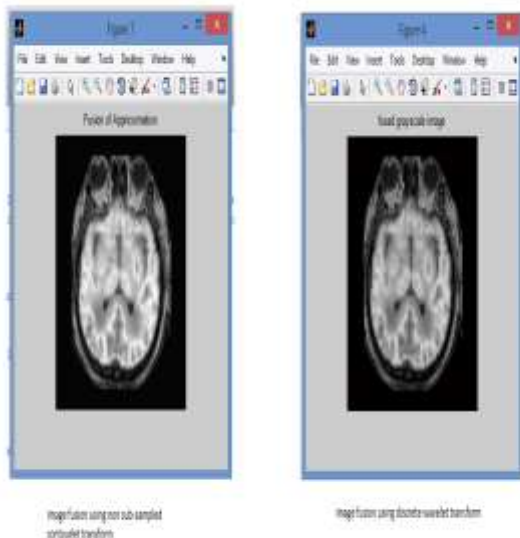 Figure
File Edit View Insert Tools Desktop Window Help
Fusion of Approximation
Figure
File Edit View Insert Tools Desktop Window Help
fused grayscale image
Image fusion using non sub sampled
contourlet transform
Image fusion using discrete wavelet transform